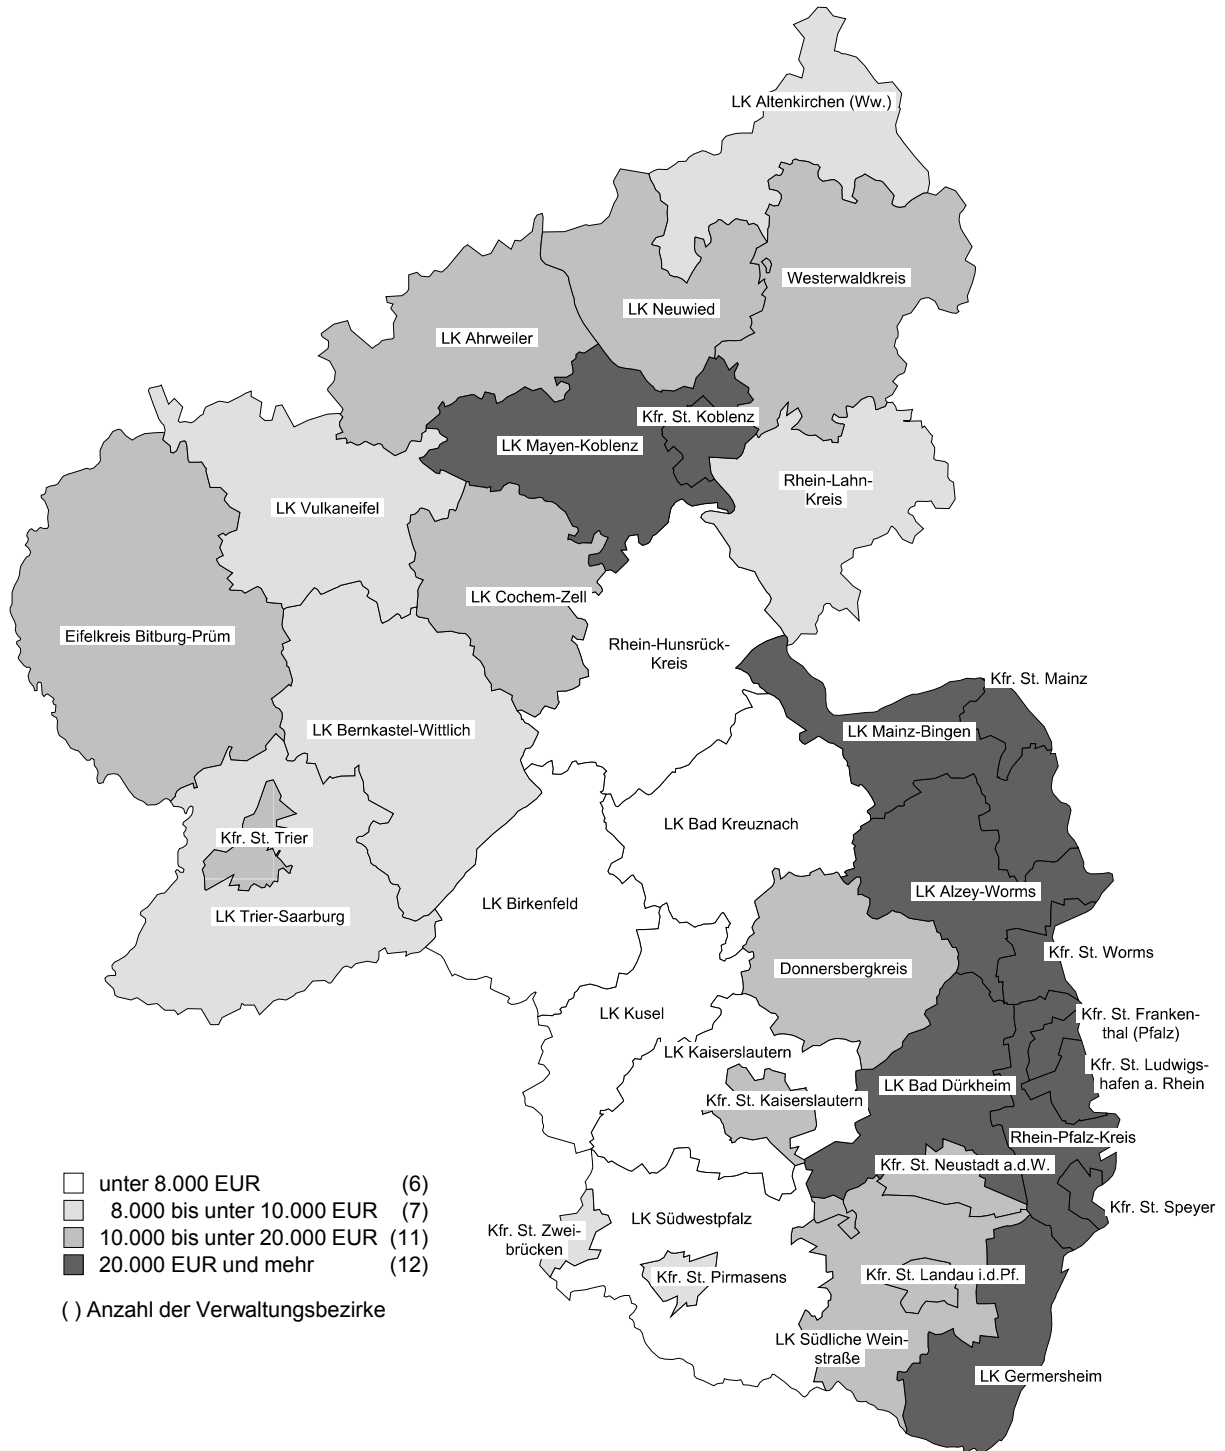 LK Altenkirchen (Ww.)
Westerwaldkreis
LK Neuwied
LK Ahrweiler
Kfr. St. Koblenz
LK Mayen-Koblenz
Rhein-Lahn-
Kreis
LK Vulkaneifel
LK Cochem-Zell
Eifelkreis Bitburg-Prüm
Rhein-Hunsrück-
Kreis
Kfr. St. Mainz
LK Bernkastel-Wittlich
LK Mainz-Bingen
LK Bad Kreuznach
Kfr. St. Trier
LK Alzey-Worms
LK Birkenfeld
LK Trier-Saarburg
Kfr. St. Worms
Donnersbergkreis
LK Kusel
Kfr. St. Franken-
thal (Pfalz)
LK Kaiserslautern
Kfr. St. Ludwigs-
hafen a. Rhein
LK Bad Dürkheim
Kfr. St. Kaiserslautern
Rhein-Pfalz-Kreis
Kfr. St. Neustadt a.d.W.
Kfr. St. Speyer
LK Südwestpfalz
Kfr. St. Zwei-
brücken
Kfr. St. Pirmasens
Kfr. St. Landau i.d.Pf.
LK Südliche Wein-
straße
LK Germersheim
unter 8.000 EUR (6)
8.000 bis unter 10.000 EUR (7)
10.000 bis unter 20.000 EUR (11)
20.000 EUR und mehr (12)
( ) Anzahl der Verwaltungsbezirke